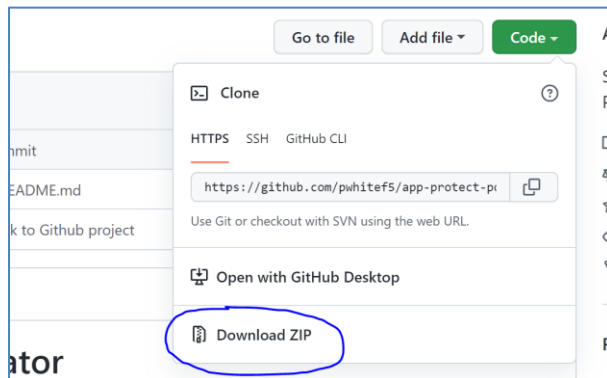 Go to file
Add file
Code
Clone
HTTPS SSH GitHub CLI
mmit
https://github.com/pwhitef5/app-protect-po
EADME.md
Use Git or checkout with SVN using the web URL.
k to Github project
Open with GitHub Desktop
Download ZIP
ator